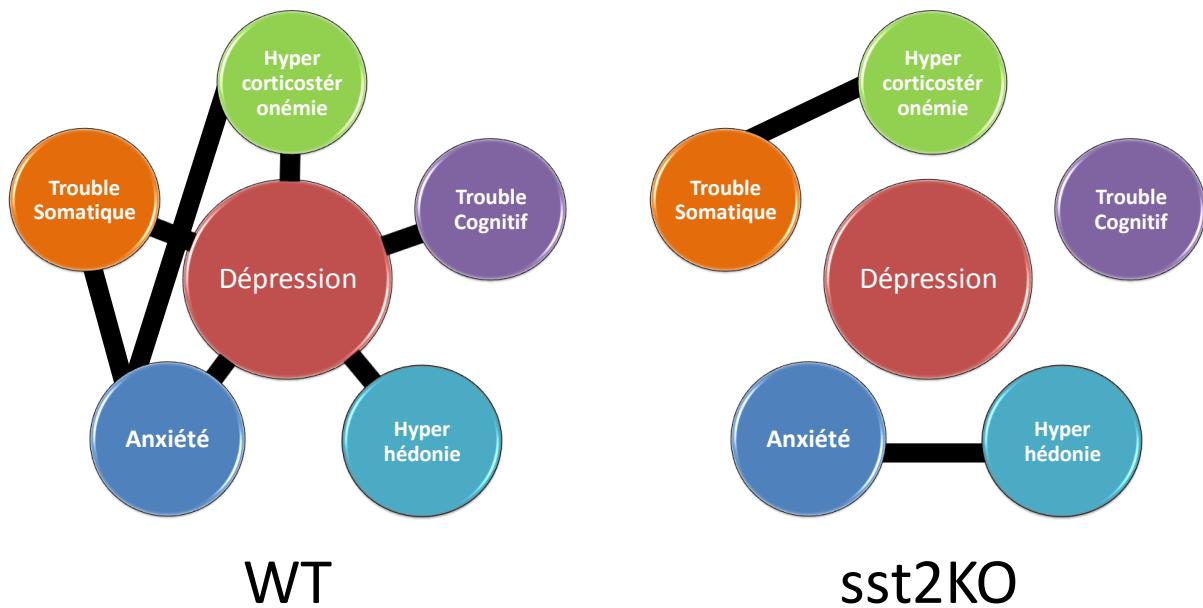 Hyper
corticostér
onémie
Trouble
Somatique
Trouble
Cognitif
Dépression
Anxiété
Hyper
hédonie
WT
Hyper
corticostér
onémie
Trouble
Somatique
Trouble
Cognitif
Dépression
Anxiété
Hyper
hédonie
sst2KO